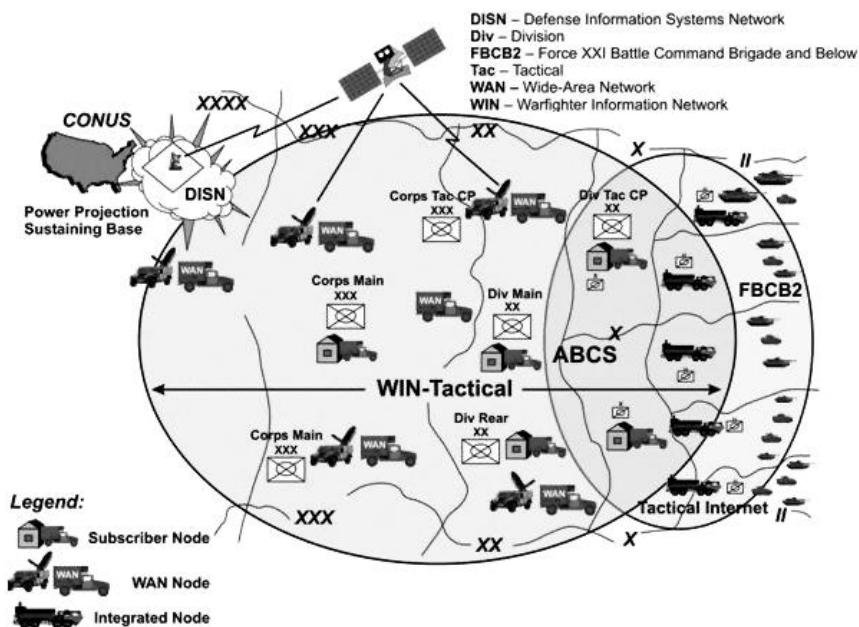 DISN – Defense Information Systems Network
Div – Division
FBCB2 – Force XXI Battle Command Brigade and Below
Tac – Tactical
WAN – Wide-Area Network
WIN – Warfighter Information Network
XXXX
CONUS
XXX
XX
X
II
DISN
Power Projection
Sustaining Base
Corps Tac CP
XXX
Div Tac CP
XX
WAN
WAN
WAN
Corps Main
XXX
Div Main
XX
WAN
FBCB2
X
ABCS
WIN-Tactical
Corps Main
XXX
WAN
Div Rear
XX
WAN
Tactical Internet
XXX
XX
X
II
Legend:
Subscriber Node
WAN
WAN Node
Integrated Node